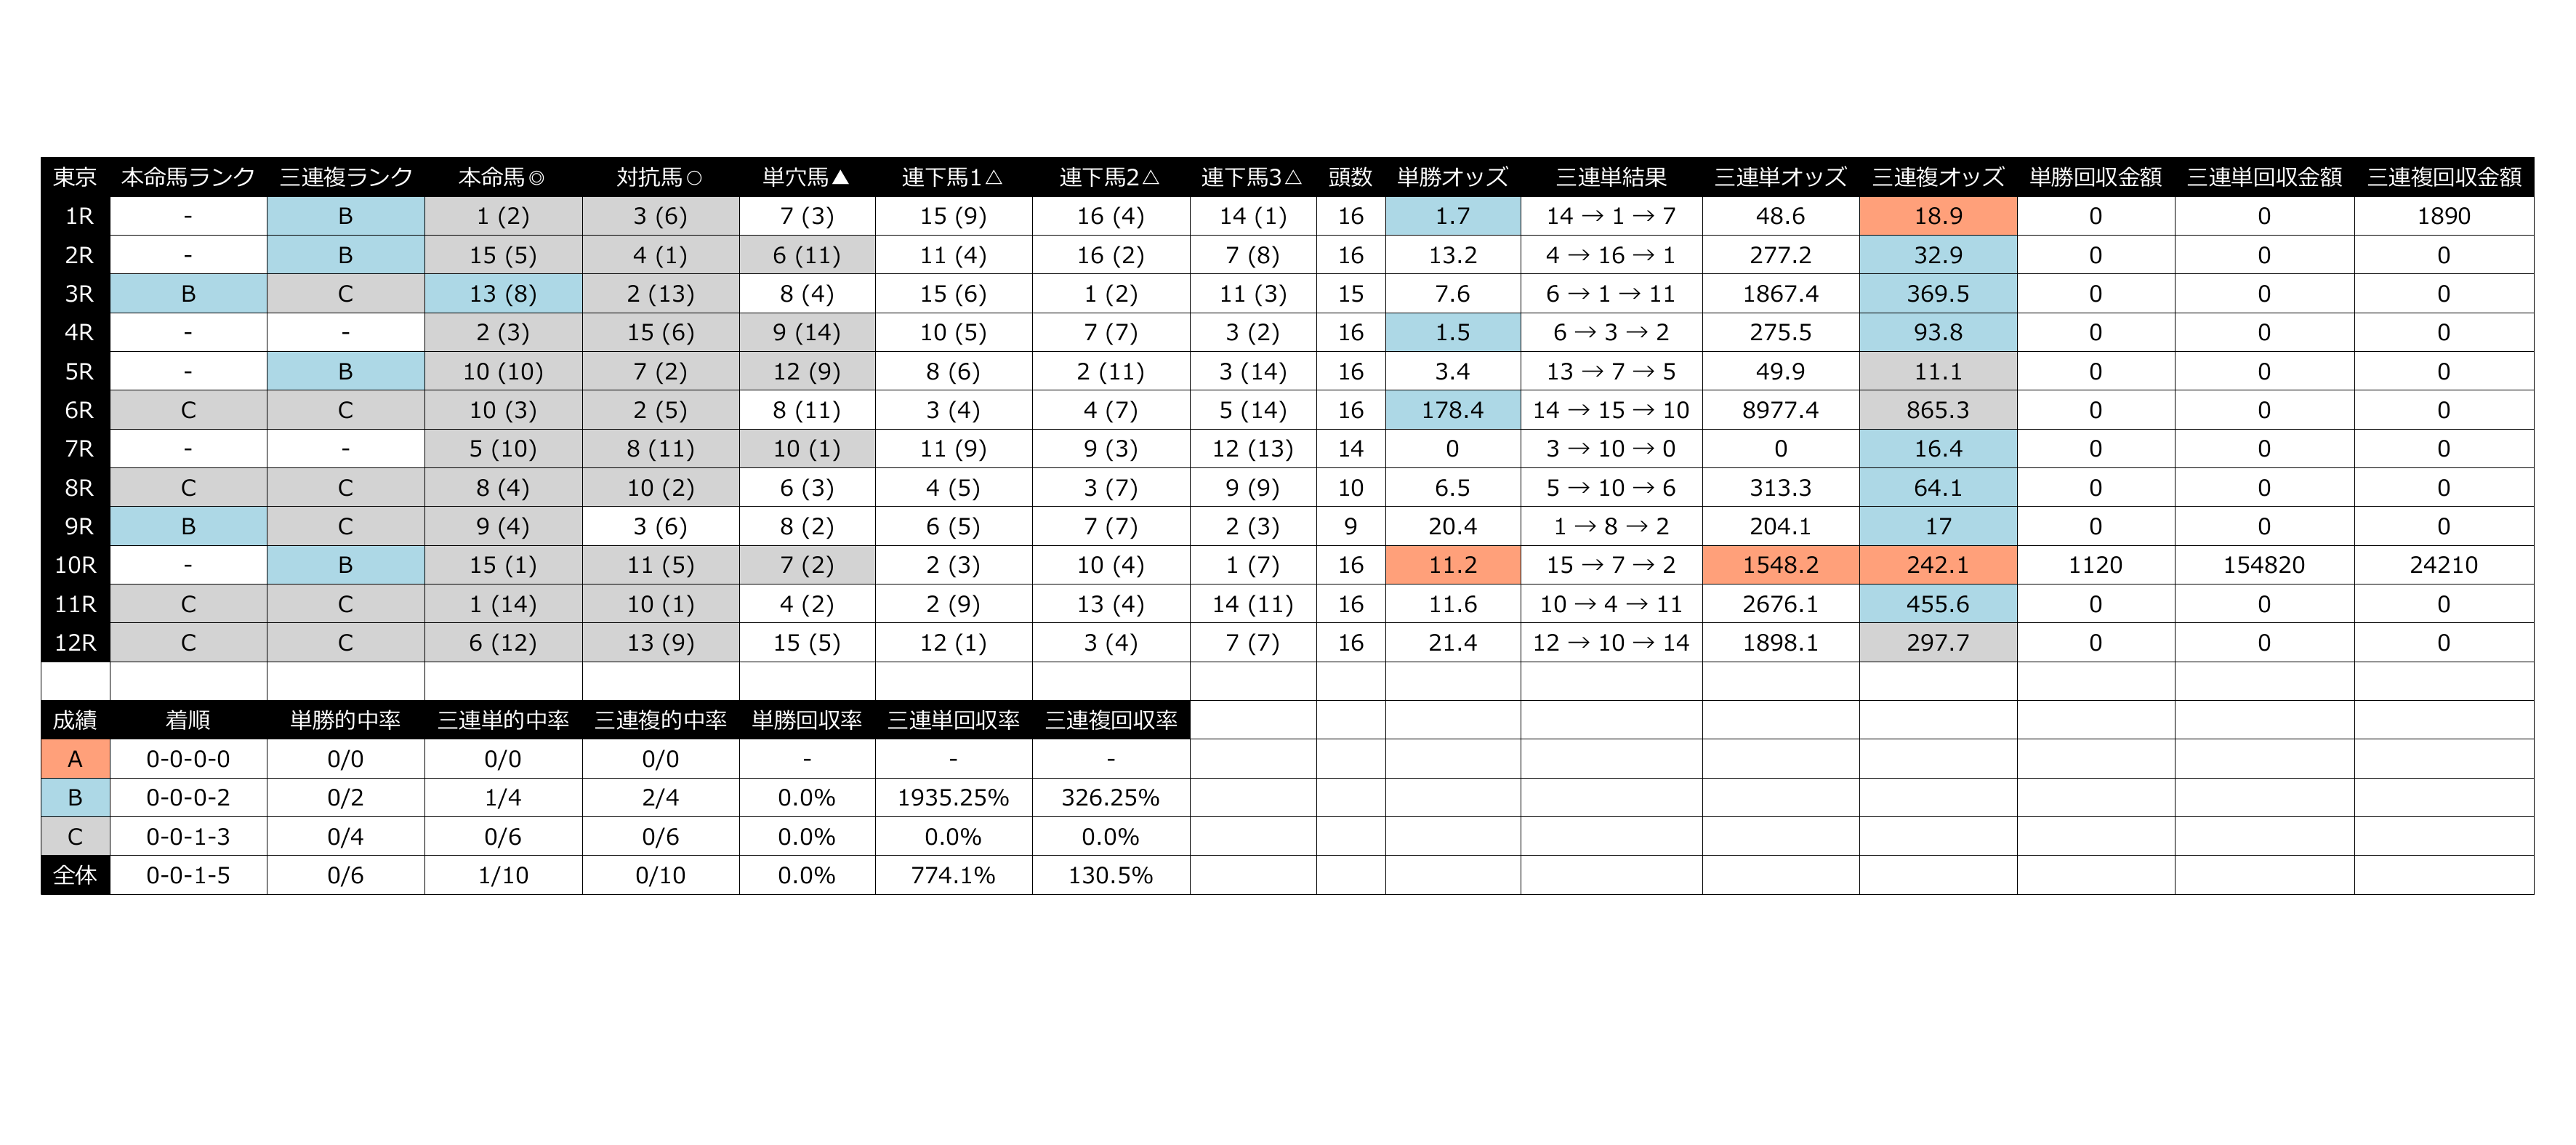 東京 本命馬ランク 三連複ランク 本命馬◎ 対抗馬○ 単穴馬▲ 連下馬1△ 連下馬2△ 連下馬3△ 頭数 単勝オッズ 三連単結果 三連単オッズ 三連複オッズ 単勝回収金額 三連単回収金額 三連複回収金額
1R - B 1 (2) 3 (6) 7 (3) 15 (9) 16 (4) 14 (1) 16 1.7 14 → 1 → 7 48.6 18.9 0 0 1890
2R - B 15 (5) 4 (1) 6 (11) 11 (4) 16 (2) 7 (8) 16 13.2 4 → 16 → 1 277.2 32.9 0 0 0
3R B C 13 (8) 2 (13) 8 (4) 15 (6) 1 (2) 11 (3) 15 7.6 6 → 1 → 11 1867.4 369.5 0 0 0
4R - - 2 (3) 15 (6) 9 (14) 10 (5) 7 (7) 3 (2) 16 1.5 6 → 3 → 2 275.5 93.8 0 0 0
5R - B 10 (10) 7 (2) 12 (9) 8 (6) 2 (11) 3 (14) 16 3.4 13 → 7 → 5 49.9 11.1 0 0 0
6R C C 10 (3) 2 (5) 8 (11) 3 (4) 4 (7) 5 (14) 16 178.4 14 → 15 → 10 8977.4 865.3 0 0 0
7R - - 5 (10) 8 (11) 10 (1) 11 (9) 9 (3) 12 (13) 14 0 3 → 10 → 0 0 16.4 0 0 0
8R C C 8 (4) 10 (2) 6 (3) 4 (5) 3 (7) 9 (9) 10 6.5 5 → 10 → 6 313.3 64.1 0 0 0
9R B C 9 (4) 3 (6) 8 (2) 6 (5) 7 (7) 2 (3) 9 20.4 1 → 8 → 2 204.1 17 0 0 0
10R - B 15 (1) 11 (5) 7 (2) 2 (3) 10 (4) 1 (7) 16 11.2 15 → 7 → 2 1548.2 242.1 1120 154820 24210
11R C C 1 (14) 10 (1) 4 (2) 2 (9) 13 (4) 14 (11) 16 11.6 10 → 4 → 11 2676.1 455.6 0 0 0
12R C C 6 (12) 13 (9) 15 (5) 12 (1) 3 (4) 7 (7) 16 21.4 12 → 10 → 14 1898.1 297.7 0 0 0
成績 着順 単勝的中率 三連単的中率 三連複的中率 単勝回収率 三連単回収率 三連複回収率
A 0-0-0-0 0/0 0/0 0/0 - - -
B 0-0-0-2 0/2 1/4 2/4 0.0% 1935.25% 326.25%
C 0-0-1-3 0/4 0/6 0/6 0.0% 0.0% 0.0%
全体 0-0-1-5 0/6 1/10 0/10 0.0% 774.1% 130.5%